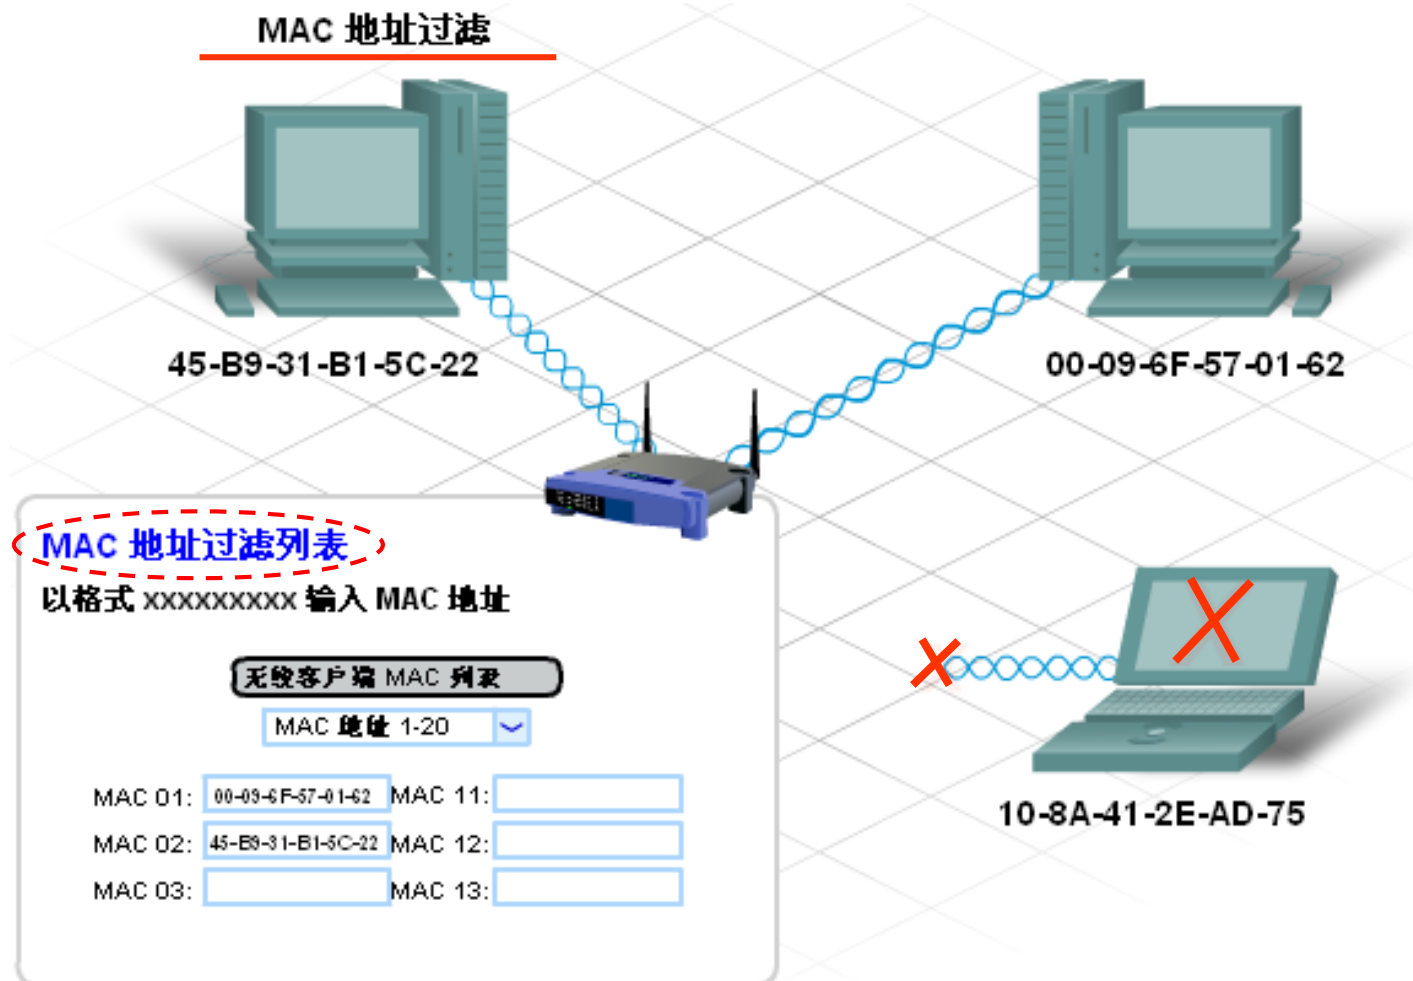 MAC 地址过滤
45-B9-31-B1-5C-22
00-09-6F-57-01-62
MAC 地址过滤列表
以格式 xxxxxxxxx 输入 MAC 地址
无线客户端 MAC 列表
MAC 地址 1-20
MAC 01: 00-09-6F-57-01-62 MAC 11:
MAC 02: 45-B9-31-B1-5C-22 MAC 12:
MAC 03: MAC 13:
10-8A-41-2E-AD-75